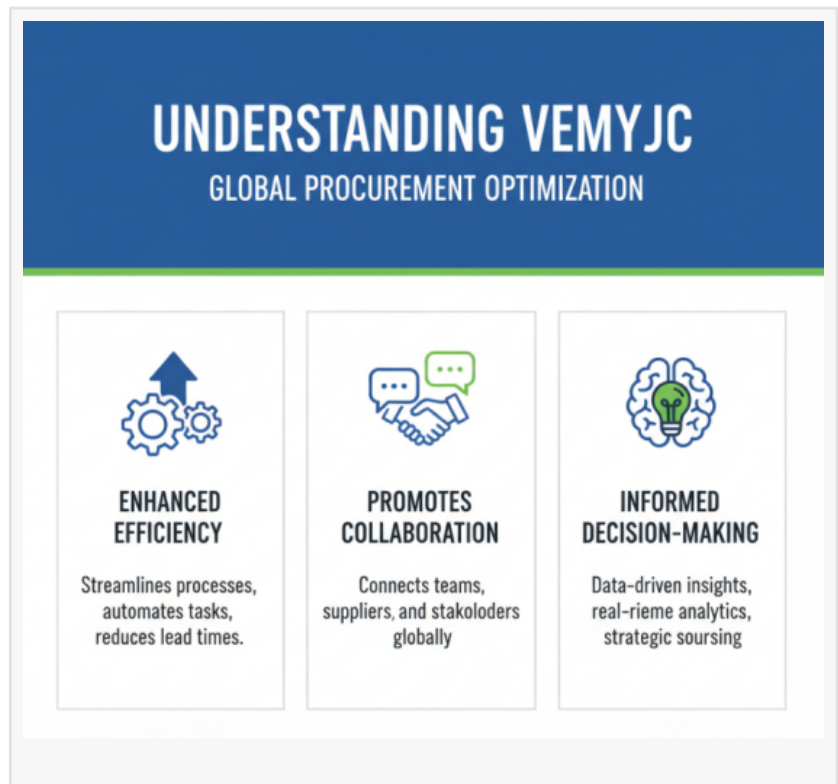 UNDERSTANDING VEMYJC
GLOBAL PROCUREMENT OPTIMIZATION
ENHANCED
EFFICIENCY
Streamlines processes,
automates tasks,
reduces lead times.
PROMOTES
COLLABORATION
Connects teams,
suppliers, and stakoloders
globally
INFORMED
DECISION-MAKING
Data-driven insights,
real-rieme analytics,
strategic soursing